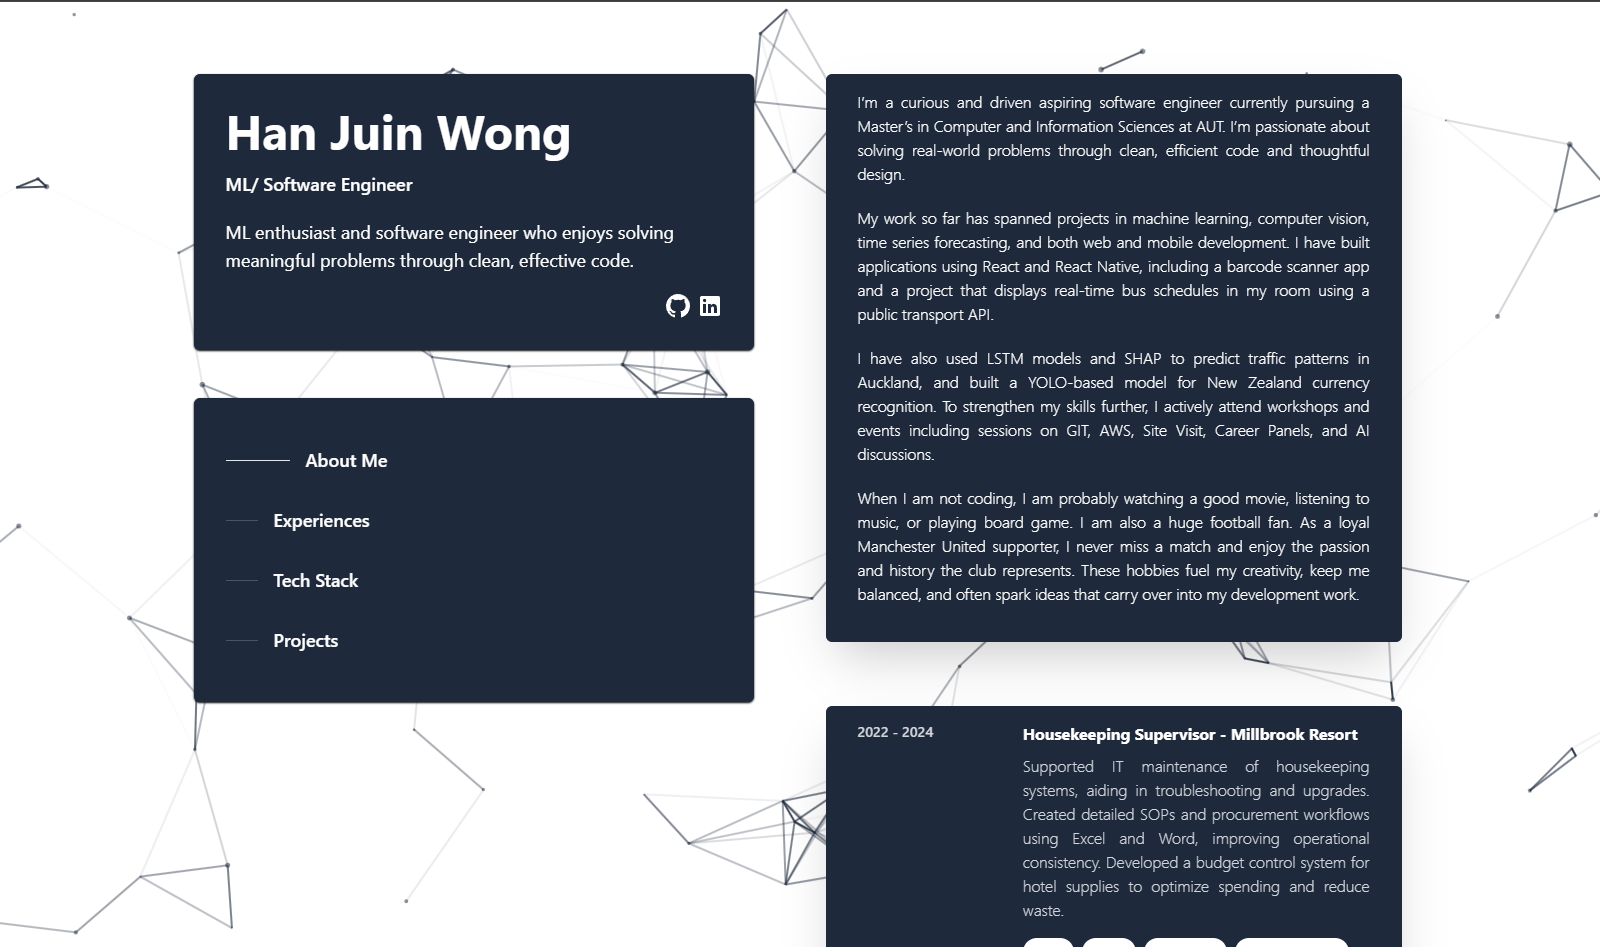 Han Juin Wong
ML/ Software Engineer
ML enthusiast and software engineer who enjoys solving
meaningful problems through clean, effective code.
in
About Me
Experiences
Tech Stack
Projects
I’m a curious and driven aspiring software engineer currently pursuing a
Master’s in Computer and Information Sciences at AUT. I’m passionate about
solving real-world problems through clean, efficient code and thoughtful
design.
My work so far has spanned projects in machine learning, computer vision,
time series forecasting, and both web and mobile development. I have built
applications using React and React Native, including a barcode scanner app
and a project that displays real-time bus schedules in my room using a
public transport API.
I have also used LSTM models and SHAP to predict traffic patterns in
Auckland, and built a YOLO-based model for New Zealand currency
recognition. To strengthen my skills further, I actively attend workshops and
events including sessions on GIT, AWS, Site Visit, Career Panels, and AI
discussions.
When I am not coding, I am probably watching a good movie, listening to
music, or playing board game. I am also a huge football fan. As a loyal
Manchester United supporter, I never miss a match and enjoy the passion
and history the club represents. These hobbies fuel my creativity, keep me
balanced, and often spark ideas that carry over into my development work.
2022 - 2024
Housekeeping Supervisor - Millbrook Resort
Supported IT maintenance of housekeeping
systems, aiding in troubleshooting and upgrades.
Created detailed SOPs and procurement workflows
using Excel and Word, improving operational
consistency. Developed a budget control system for
hotel supplies to optimize spending and reduce
waste.